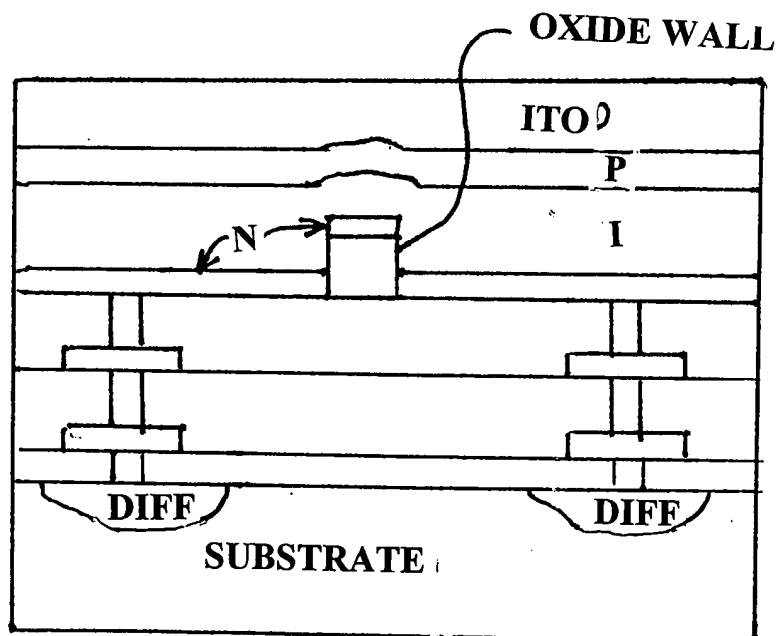 OXIDE WALL
ITO
P
N
I
DIFF
DIFF
SUBSTRATE